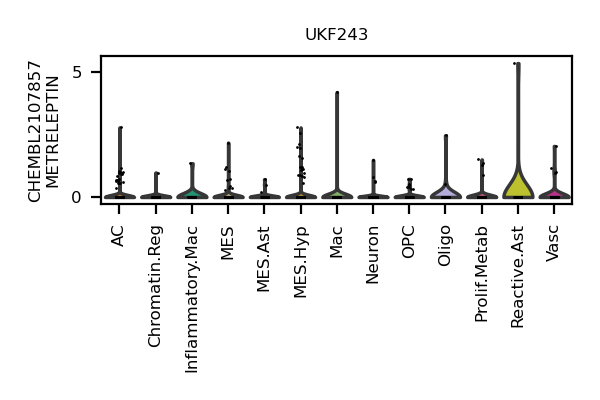 UKF243
CHEMBL2107857
METRELEPTIN
5
0
AC
Chromatin.Reg
Inflammatory.Mac
MES
MES.Ast
MES.Hyp
Mac
Neuron
OPC
Oligo
Prolif.Metab
Reactive.Ast
Vasc